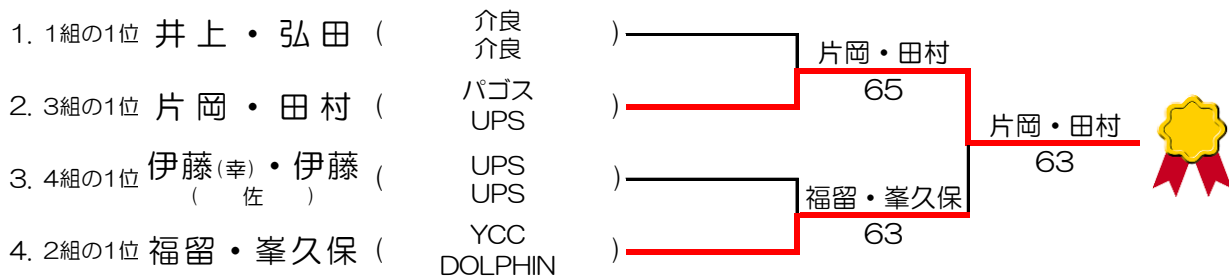 1. 1組の1位 井上・弘田 ( 介良
介良 )
2. 3組の1位 片岡・田村 ( パゴス
UPS )
3. 4組の1位 伊藤(幸)・伊藤
(佐) ( UPS
UPS )
4. 2組の1位 福留・峯久保 ( YCC
DOLPHIN )
片岡・田村
65
福留・峯久保
63
片岡・田村
63